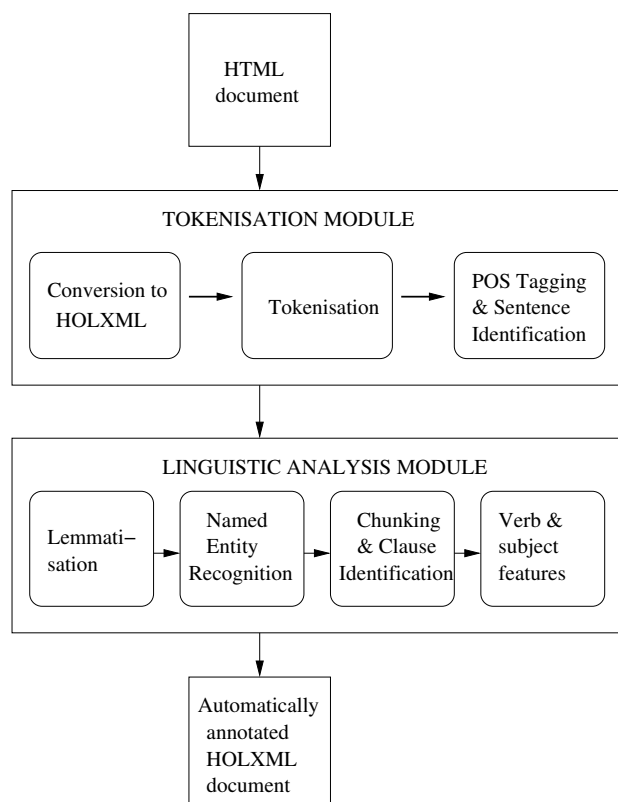 HTML
document
TOKENISATION MODULE
Conversion to
HOLXML
Tokenisation
POS Tagging
& Sentence
Identification
LINGUISTIC ANALYSIS MODULE
Lemmati−
sation
Named
Entity
Recognition
Chunking
& Clause
Identification
Verb &
subject
features
Automatically
annotated
HOLXML
document